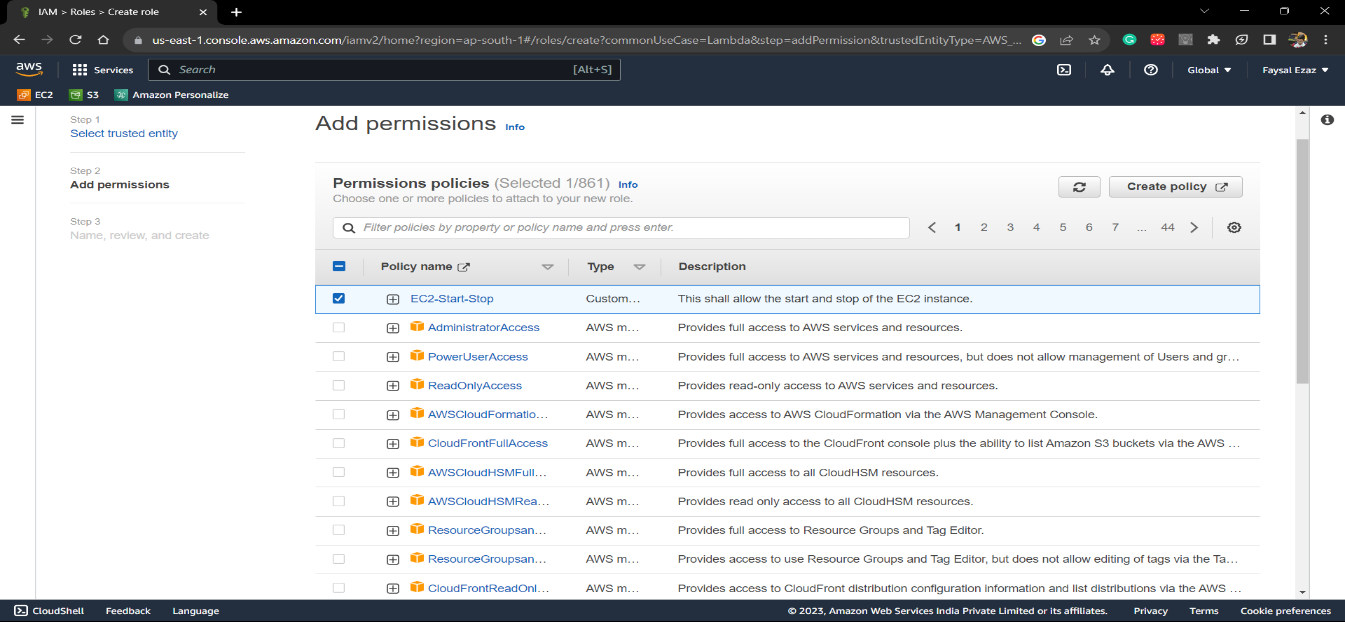 IAM > Roles > Create role
us-east-1.console.aws.amazon.com/iamv2/home?region=ap-south-1#/roles/create?commonUseCase=Lambda&step=addPermission&trustedEntityType=AWS_...
aws Services Search [Alt+S] Global Faysal Ezaz
EC2 S3 Amazon Personalize
Step 1
Select trusted entity
Step 2
Add permissions
Step 3
Name, review, and create
Add permissions Info
Permissions policies (Selected 1/861) Info
Choose one or more policies to attach to your new role.
Create policy
Filter policies by property or policy name and press enter.
< 1 2 3 4 5 6 7 ... 44 >
Policy name Type Description
EC2-Start-Stop Custom... This shall allow the start and stop of the EC2 instance.
AdministratorAccess AWS m... Provides full access to AWS services and resources.
PowerUserAccess AWS m... Provides full access to AWS services and resources, but does not allow management of Users and gr...
ReadOnlyAccess AWS m... Provides read-only access to AWS services and resources.
AWSCloudFormatio... AWS m... Provides access to AWS CloudFormation via the AWS Management Console.
CloudFrontFullAccess AWS m... Provides full access to the CloudFront console plus the ability to list Amazon S3 buckets via the AWS ...
AWSCloudHSMFull... AWS m... Provides full access to all CloudHSM resources.
AWSCloudHSMRea... AWS m... Provides read only access to all CloudHSM resources.
ResourceGroupsan... AWS m... Provides full access to Resource Groups and Tag Editor.
ResourceGroupsan... AWS m... Provides access to use Resource Groups and Tag Editor, but does not allow editing of tags via the Ta...
CloudFrontReadOnl... AWS m... Provides access to CloudFront distribution configuration information and list distributions via the AWS ...
CloudShell Feedback Language © 2023, Amazon Web Services India Private Limited or its affiliates. Privacy Terms Cookie preferences